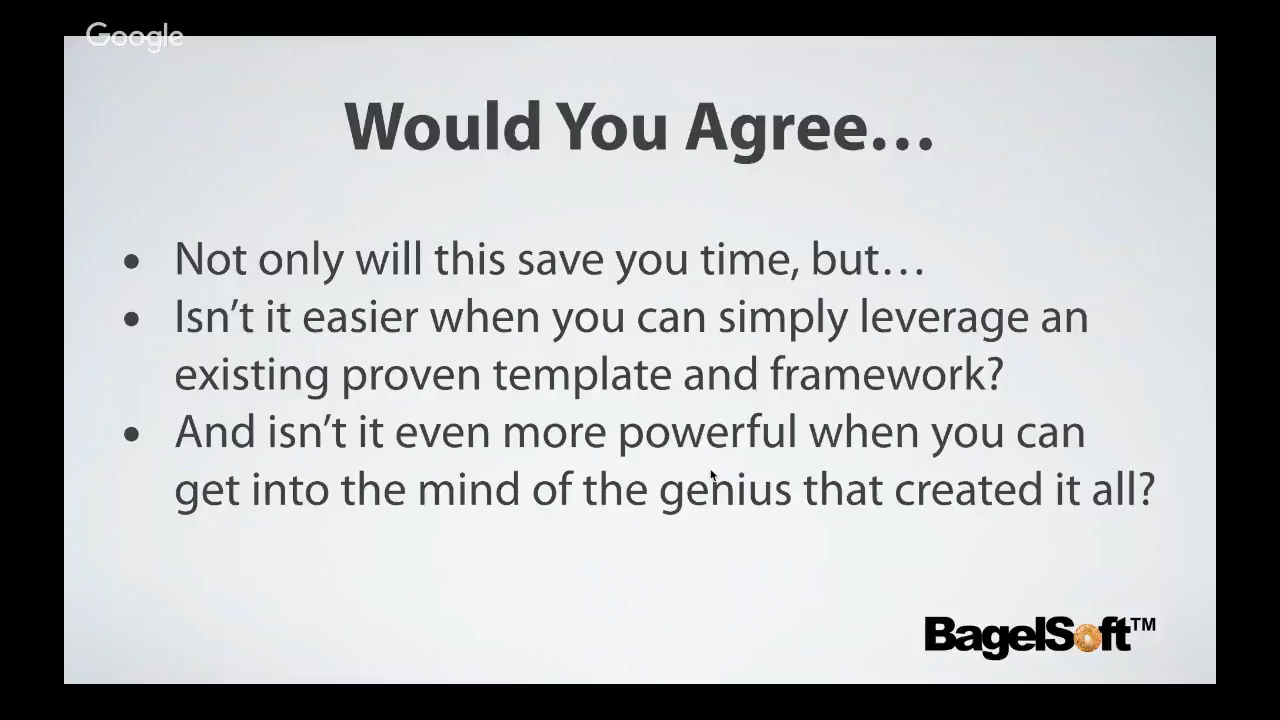 Google
Would You Agree…
• Not only will this save you time, but…
• Isn’t it easier when you can simply leverage an
existing proven template and framework?
• And isn’t it even more powerful when you can
get into the mind of the genius that created it all?
BagelSoft™